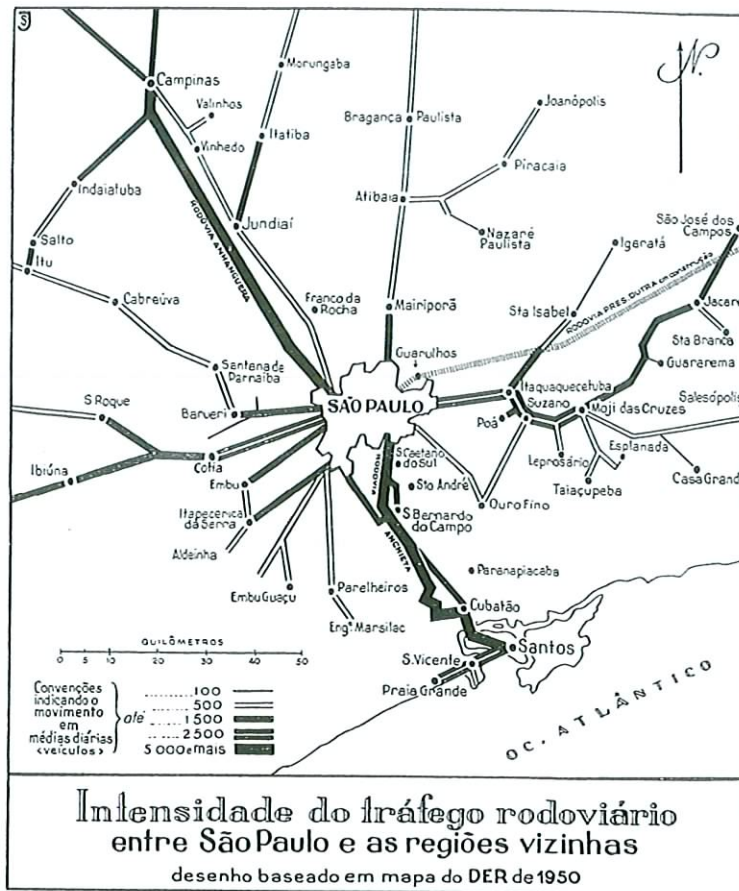 N.
Campinas
Morungaba
Valinhos
Vinhedo
Itatiba
Bragança Paulista
Joanópolis
Piracaia
Atibaia
Nazaré
Paulista
Indaiatuba
Jundiaí
Salto
Itu
RODOVIA ANHANGUERA
São José dos
Campos
Igaratá
RODOVIA PRES. DUTRA em construção
Cabreúva
Franco da
Rocha
Mairiporã
Sta Isabel
Jacareí
Sta Branca
Guararema
Santana de
Parnaíba
Guarulhos
Itaquaquecetuba
Suzano
Salesópolis
S. Roque
Barueri
SÃO PAULO
Poá
Moji das Cruzes
Esplanada
Ibiúna
Cotia
Embu
S. Caetano
do Sul
Leprosário
Taiaçupeba
Casa Grande
RODOVIA
ANCHIETA
Sto André
S. Bernardo
do Campo
Ouro Fino
Itapecerica
da Serra
Aldeinha
Embu Guaçu
Parelheiros
Engº Marsilac
Paranapiacaba
Cubatão
Santos
S. Vicente
Praia Grande
OC. ATLÂNTICO
QUILÔMETROS
0 5 10 20 30 40 50
Convenções
indicando o
movimento
em
médias diárias
<veículos>
até
100
500
1500
2500
5 000 e mais
Intensidade do tráfego rodoviário
entre São Paulo e as regiões vizinhas
desenho baseado em mapa do DER de 1950